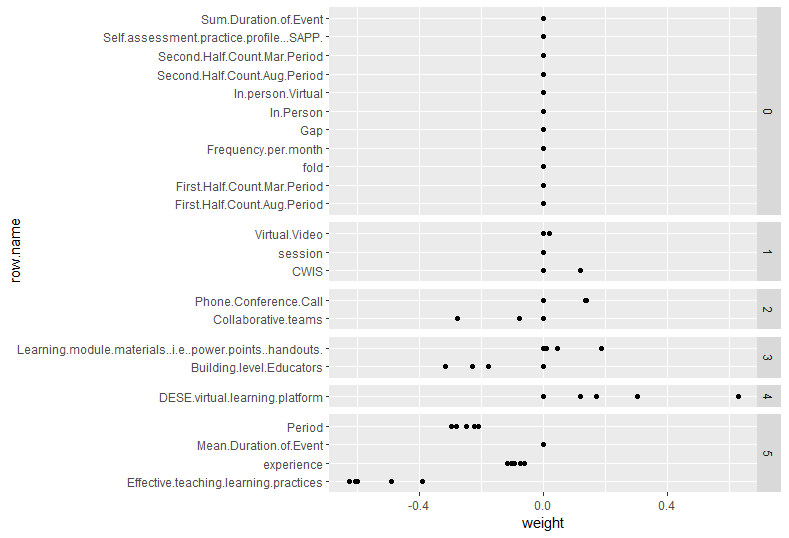 Sum.Duration.of.Event
Self.assessment.practice.profile...SAPP.
Second.Half.Count.Mar.Period
Second.Half.Count.Aug.Period
In.person.Virtual
In.Person
Gap
Frequency.per.month
fold
First.Half.Count.Mar.Period
First.Half.Count.Aug.Period
0
Virtual.Video
session
CWIS
1
Phone.Conference.Call
Collaborative.teams
2
Learning.module.materials..i.e..power.points..handouts.
Building.level.Educators
3
DESE.virtual.learning.platform
4
Period
Mean.Duration.of.Event
experience
Effective.teaching.learning.practices
5
row.name
-0.4
0.0
0.4
weight